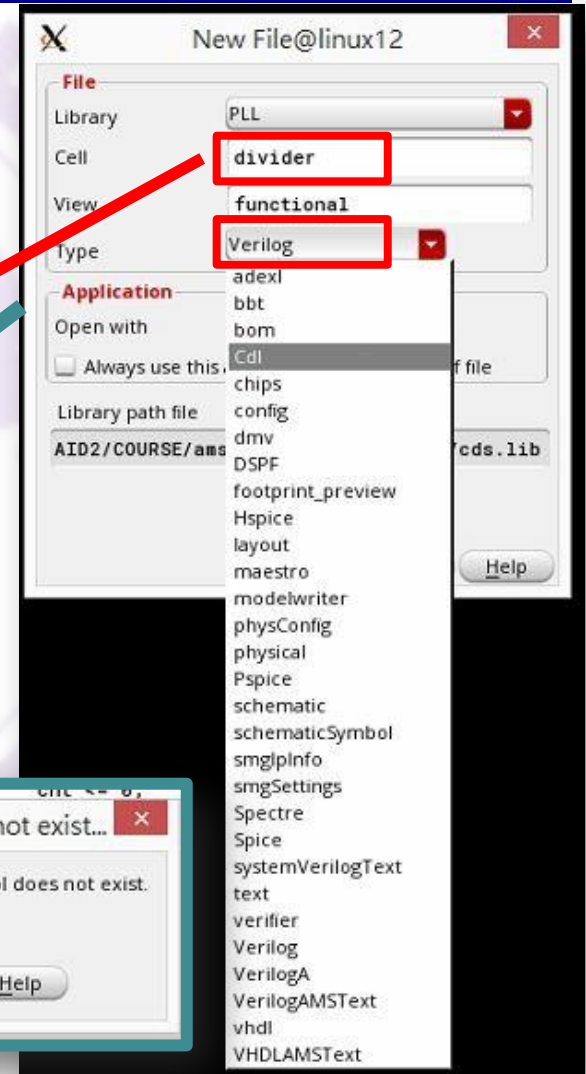 New File@linux12
File
Library PLL
Cell divider
View functional
Type Verilog
adexl
bbt
bom
Cdl
chips
config
dmv
DSPF
footprint_preview
Hspice
layout
maestro
modelwriter
physConfig
physical
Pspice
schematic
schematicSymbol
smglpInfo
smgSettings
Spectre
Spice
systemVerilogText
text
verifier
Verilog
VerilogA
VerilogAMSText
vhdl
VHDLAMSText
Application
Open with
Always use this f file
Library path file
AID2/COURSE/ams /cds.lib
Help
not exist...
does not exist.
Help